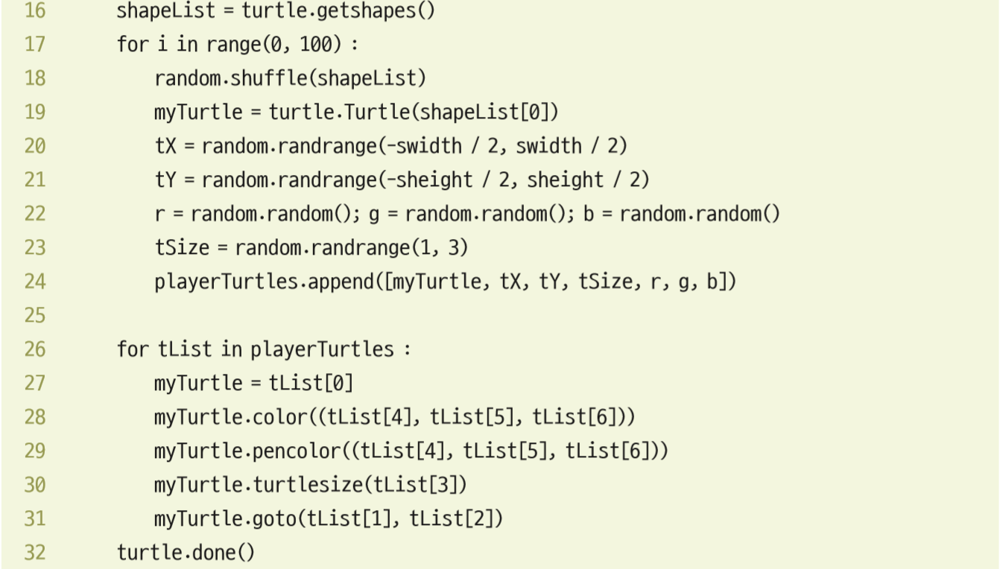 16 shapeList = turtle.getshapes()
17 for i in range(0, 100) :
18 random.shuffle(shapeList)
19 myTurtle = turtle.Turtle(shapeList[0])
20 tX = random.randrange(-swidth / 2, swidth / 2)
21 tY = random.randrange(-sheight / 2, sheight / 2)
22 r = random.random(); g = random.random(); b = random.random()
23 tSize = random.randrange(1, 3)
24 playerTurtles.append([myTurtle, tX, tY, tSize, r, g, b])
25
26 for tList in playerTurtles :
27 myTurtle = tList[0]
28 myTurtle.color((tList[4], tList[5], tList[6]))
29 myTurtle.pencolor((tList[4], tList[5], tList[6]))
30 myTurtle.turtlesize(tList[3])
31 myTurtle.goto(tList[1], tList[2])
32 turtle.done()